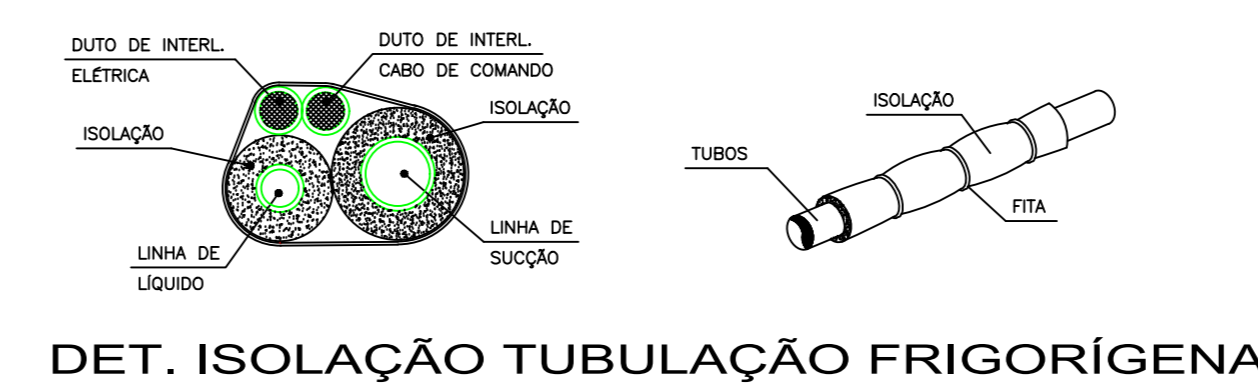 DUTO DE INTERL.
ELÉTRICA
DUTO DE INTERL.
CABO DE COMANDO
ISOLAÇÃO
ISOLAÇÃO
LINHA DE
LÍQUIDO
LINHA DE
SUCÇÃO
ISOLAÇÃO
TUBOS
FITA
DET. ISOLAÇÃO TUBULAÇÃO FRIGORÍGENA